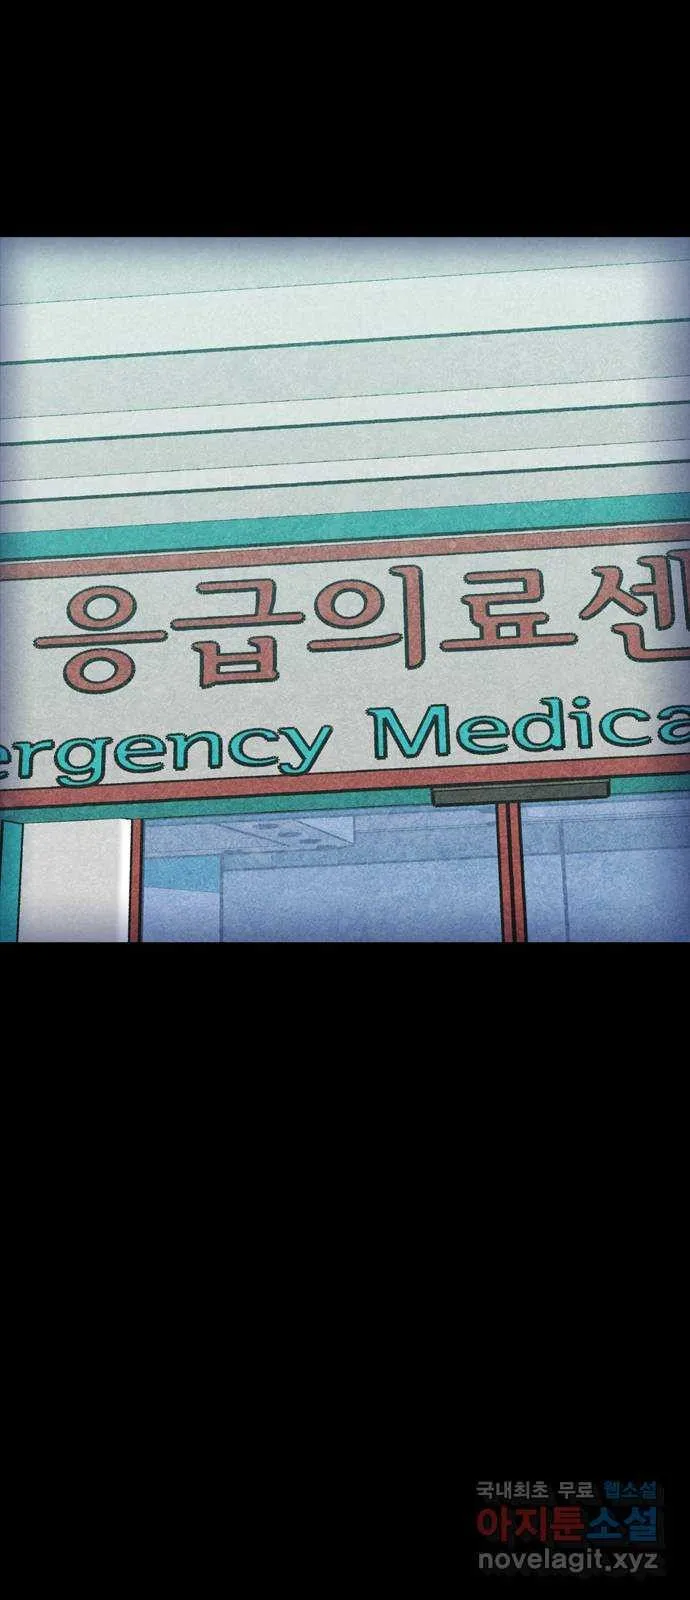 응급의료센
ergency Medica
국내최초 무료 웹소설
아지툰소설
novelagit.xyz